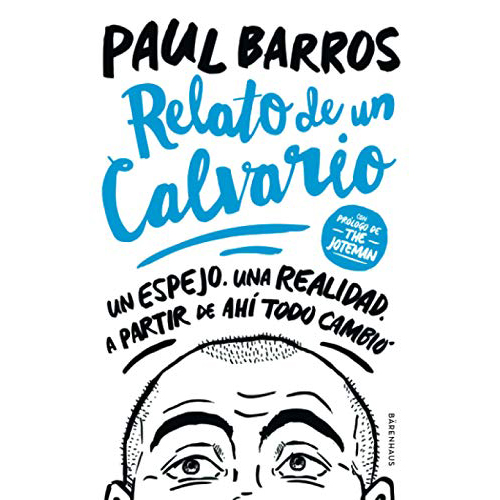 PAUL BARROS
Relato de un
Calvario
CON
PRÓLOGO DE
THE
JOTEMAN
UN ESPEJO. UNA REALIDAD.
A PARTIR DE AHÍ TODO CAMBIÓ
BÄRENHAUS